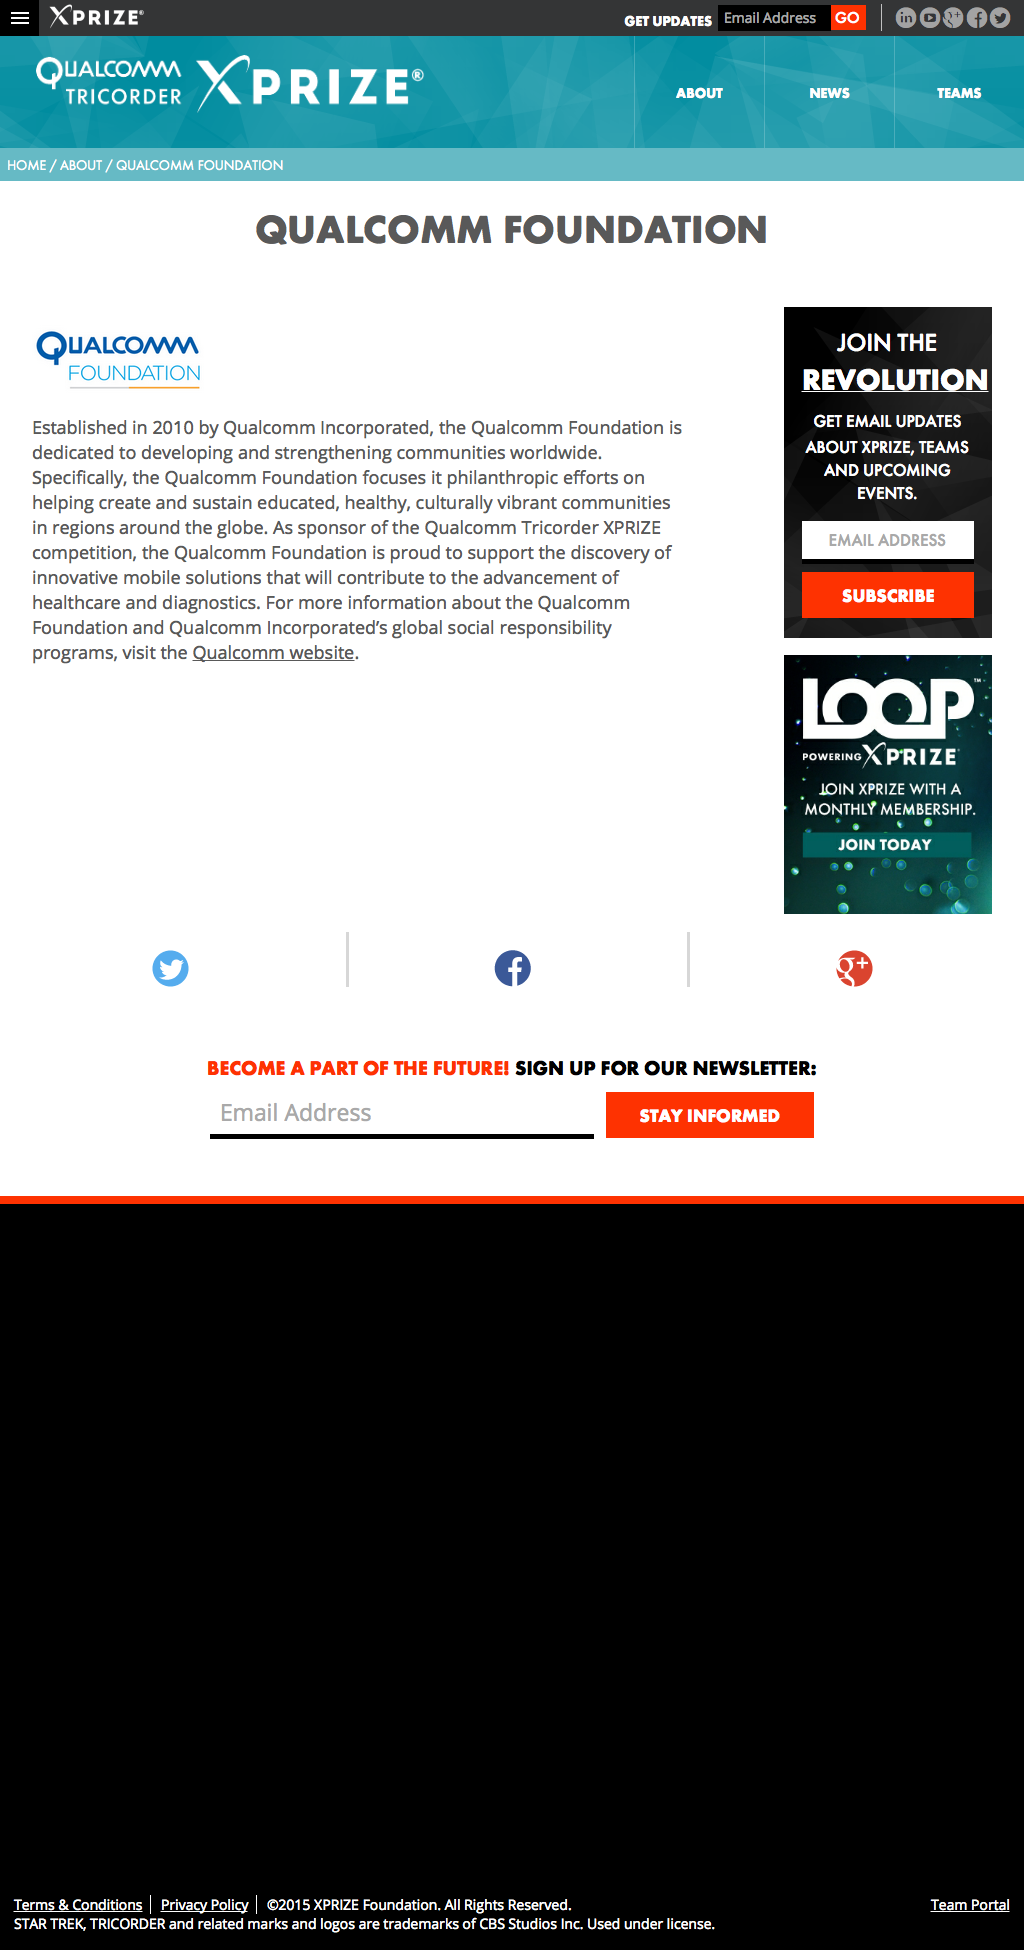 XPRIZE®
GET UPDATES
Email Address
GO
QUALCOMM
TRICORDER
XPRIZE®
ABOUT
NEWS
TEAMS
HOME / ABOUT / QUALCOMM FOUNDATION
QUALCOMM FOUNDATION
QUALCOMM
FOUNDATION
Established in 2010 by Qualcomm Incorporated, the Qualcomm Foundation is
dedicated to developing and strengthening communities worldwide.
Specifically, the Qualcomm Foundation focuses it philanthropic efforts on
helping create and sustain educated, healthy, culturally vibrant communities
in regions around the globe. As sponsor of the Qualcomm Tricorder XPRIZE
competition, the Qualcomm Foundation is proud to support the discovery of
innovative mobile solutions that will contribute to the advancement of
healthcare and diagnostics. For more information about the Qualcomm
Foundation and Qualcomm Incorporated’s global social responsibility
programs, visit the Qualcomm website.
JOIN THE
REVOLUTION
GET EMAIL UPDATES
ABOUT XPRIZE, TEAMS
AND UPCOMING
EVENTS.
EMAIL ADDRESS
SUBSCRIBE
LOOP™
POWERING XPRIZE
JOIN XPRIZE WITH A
MONTHLY MEMBERSHIP.
JOIN TODAY
BECOME A PART OF THE FUTURE! SIGN UP FOR OUR NEWSLETTER:
Email Address
STAY INFORMED
Terms & Conditions
Privacy Policy
©2015 XPRIZE Foundation. All Rights Reserved.
Team Portal
STAR TREK, TRICORDER and related marks and logos are trademarks of CBS Studios Inc. Used under license.